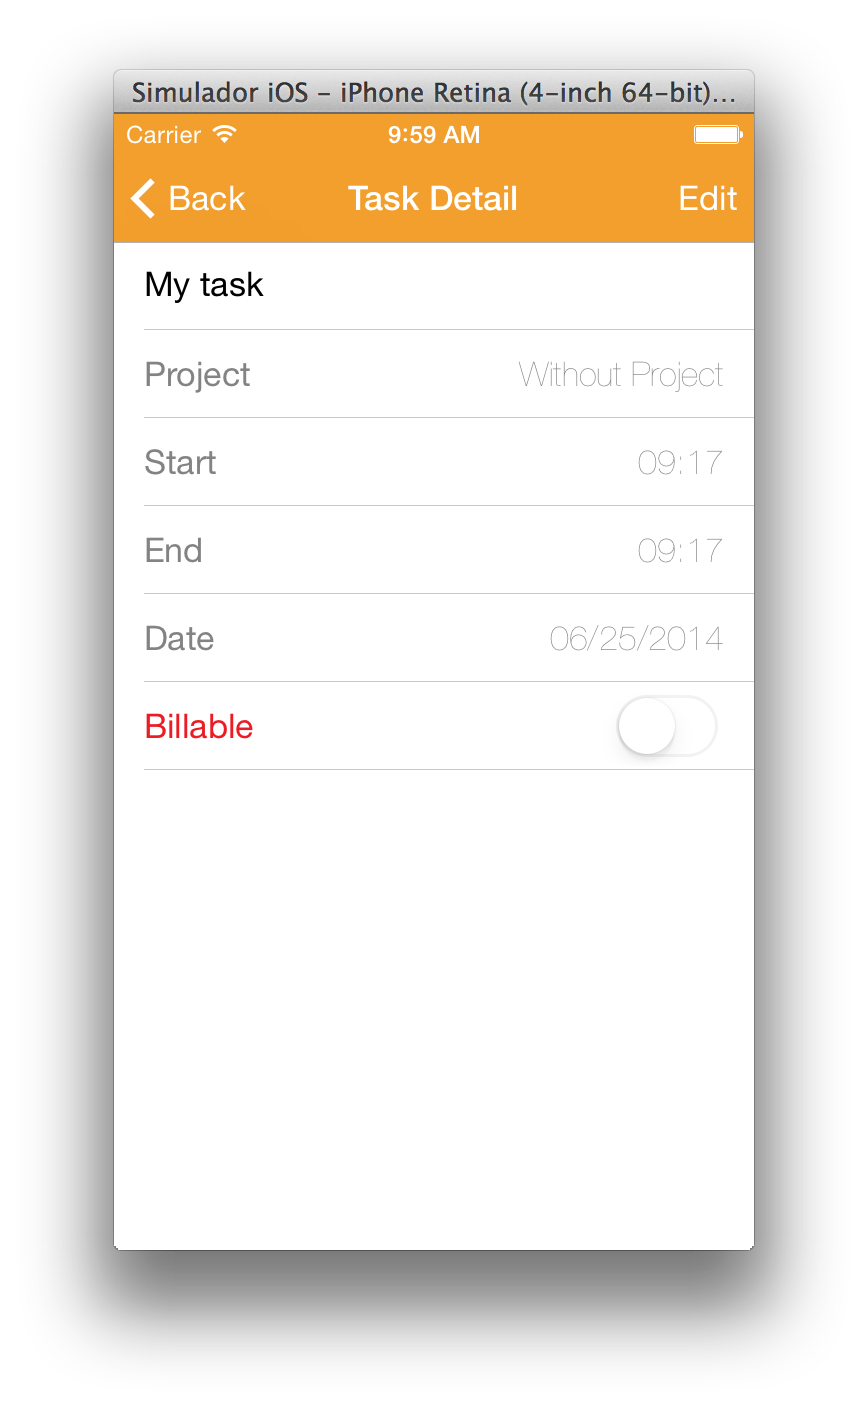 Simulador iOS – iPhone Retina (4-inch 64-bit)...
Carrier 9:59 AM
Back Task Detail Edit
My task
Project Without Project
Start 09:17
End 09:17
Date 06/25/2014
Billable